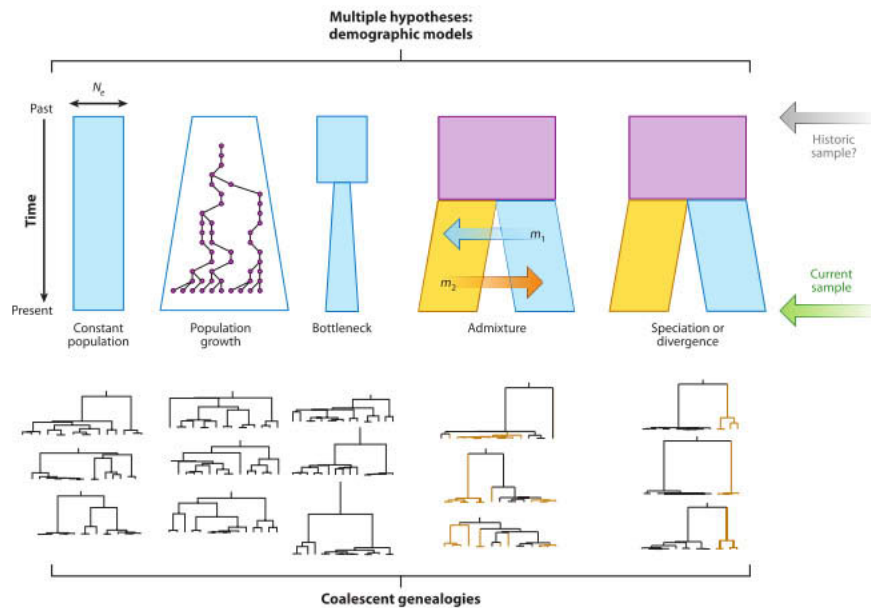 Multiple hypotheses:
demographic models
Nₑ
Past
Time
Present
m₁
m₂
Historic
sample?
Current
sample
Constant
population
Population
growth
Bottleneck
Admixture
Speciation or
divergence
Coalescent genealogies